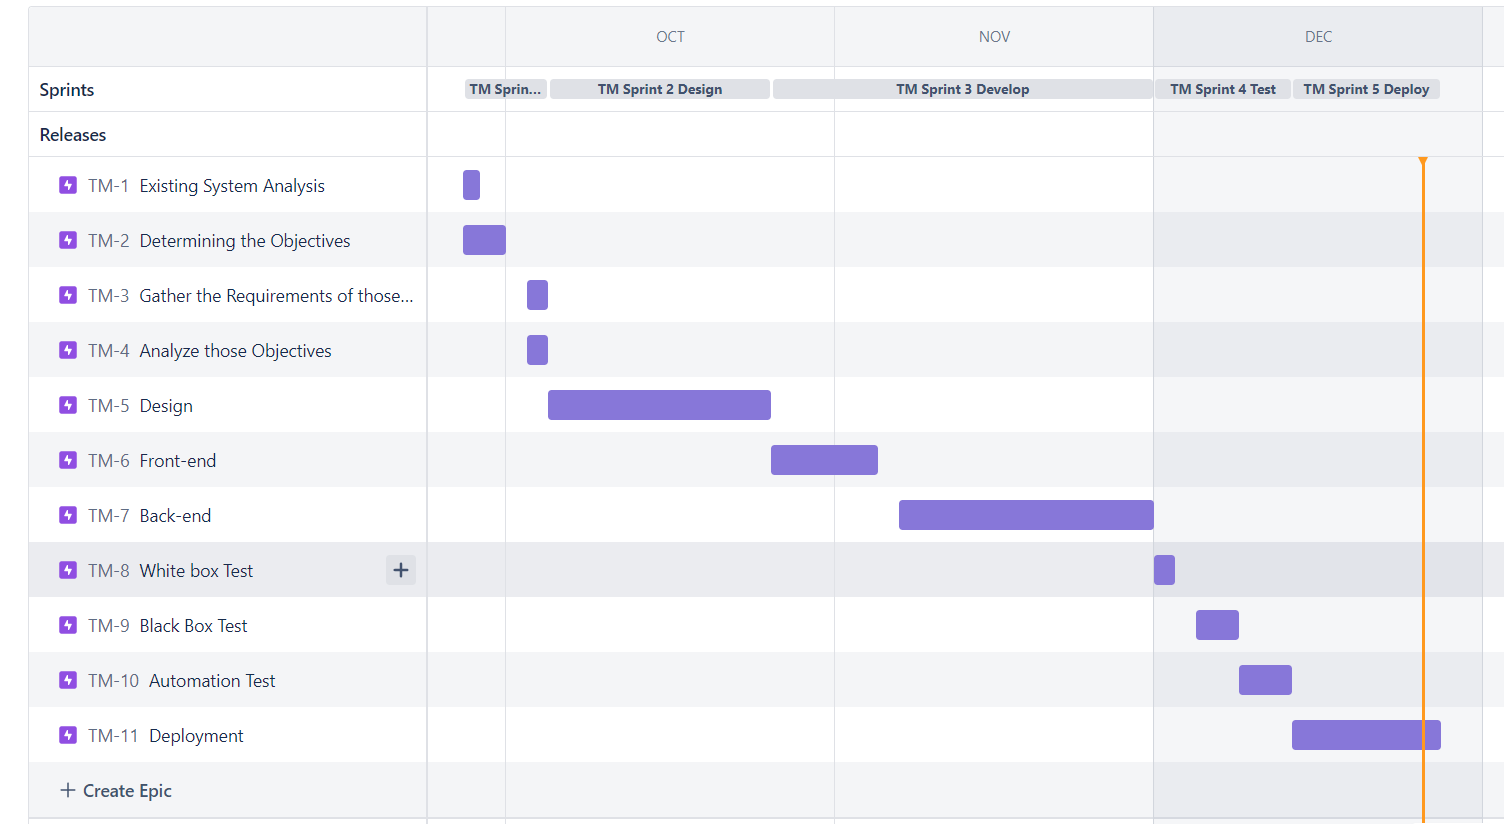 OCT NOV DEC
Sprints TM Sprin... TM Sprint 2 Design TM Sprint 3 Develop TM Sprint 4 Test TM Sprint 5 Deploy
Releases
TM-1 Existing System Analysis
TM-2 Determining the Objectives
TM-3 Gather the Requirements of those...
TM-4 Analyze those Objectives
TM-5 Design
TM-6 Front-end
TM-7 Back-end
TM-8 White box Test +
TM-9 Black Box Test
TM-10 Automation Test
TM-11 Deployment
+ Create Epic